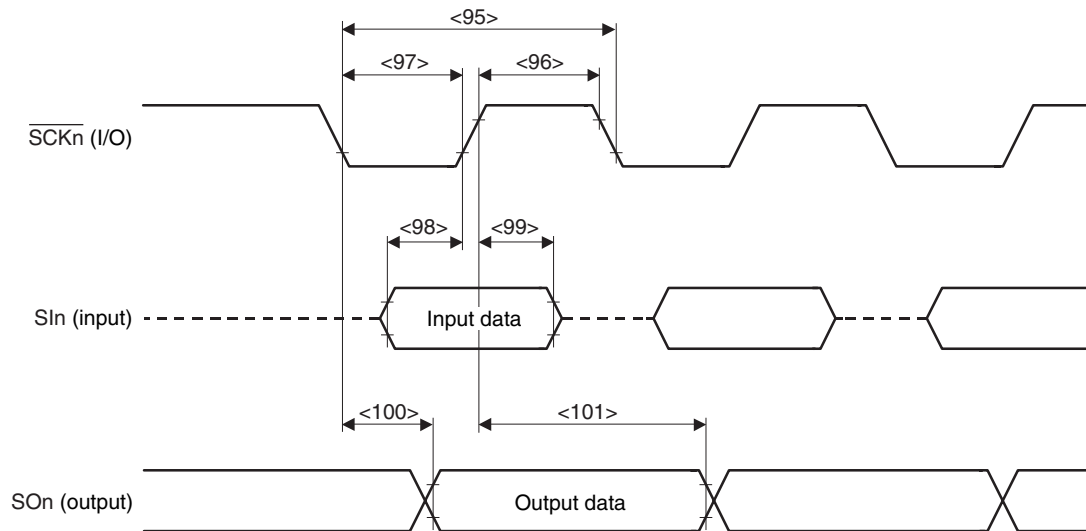 <95>
<97> <96>
SCKn (I/O)
<98> <99>
SIn (input) Input data
<100> <101>
SOn (output) Output data